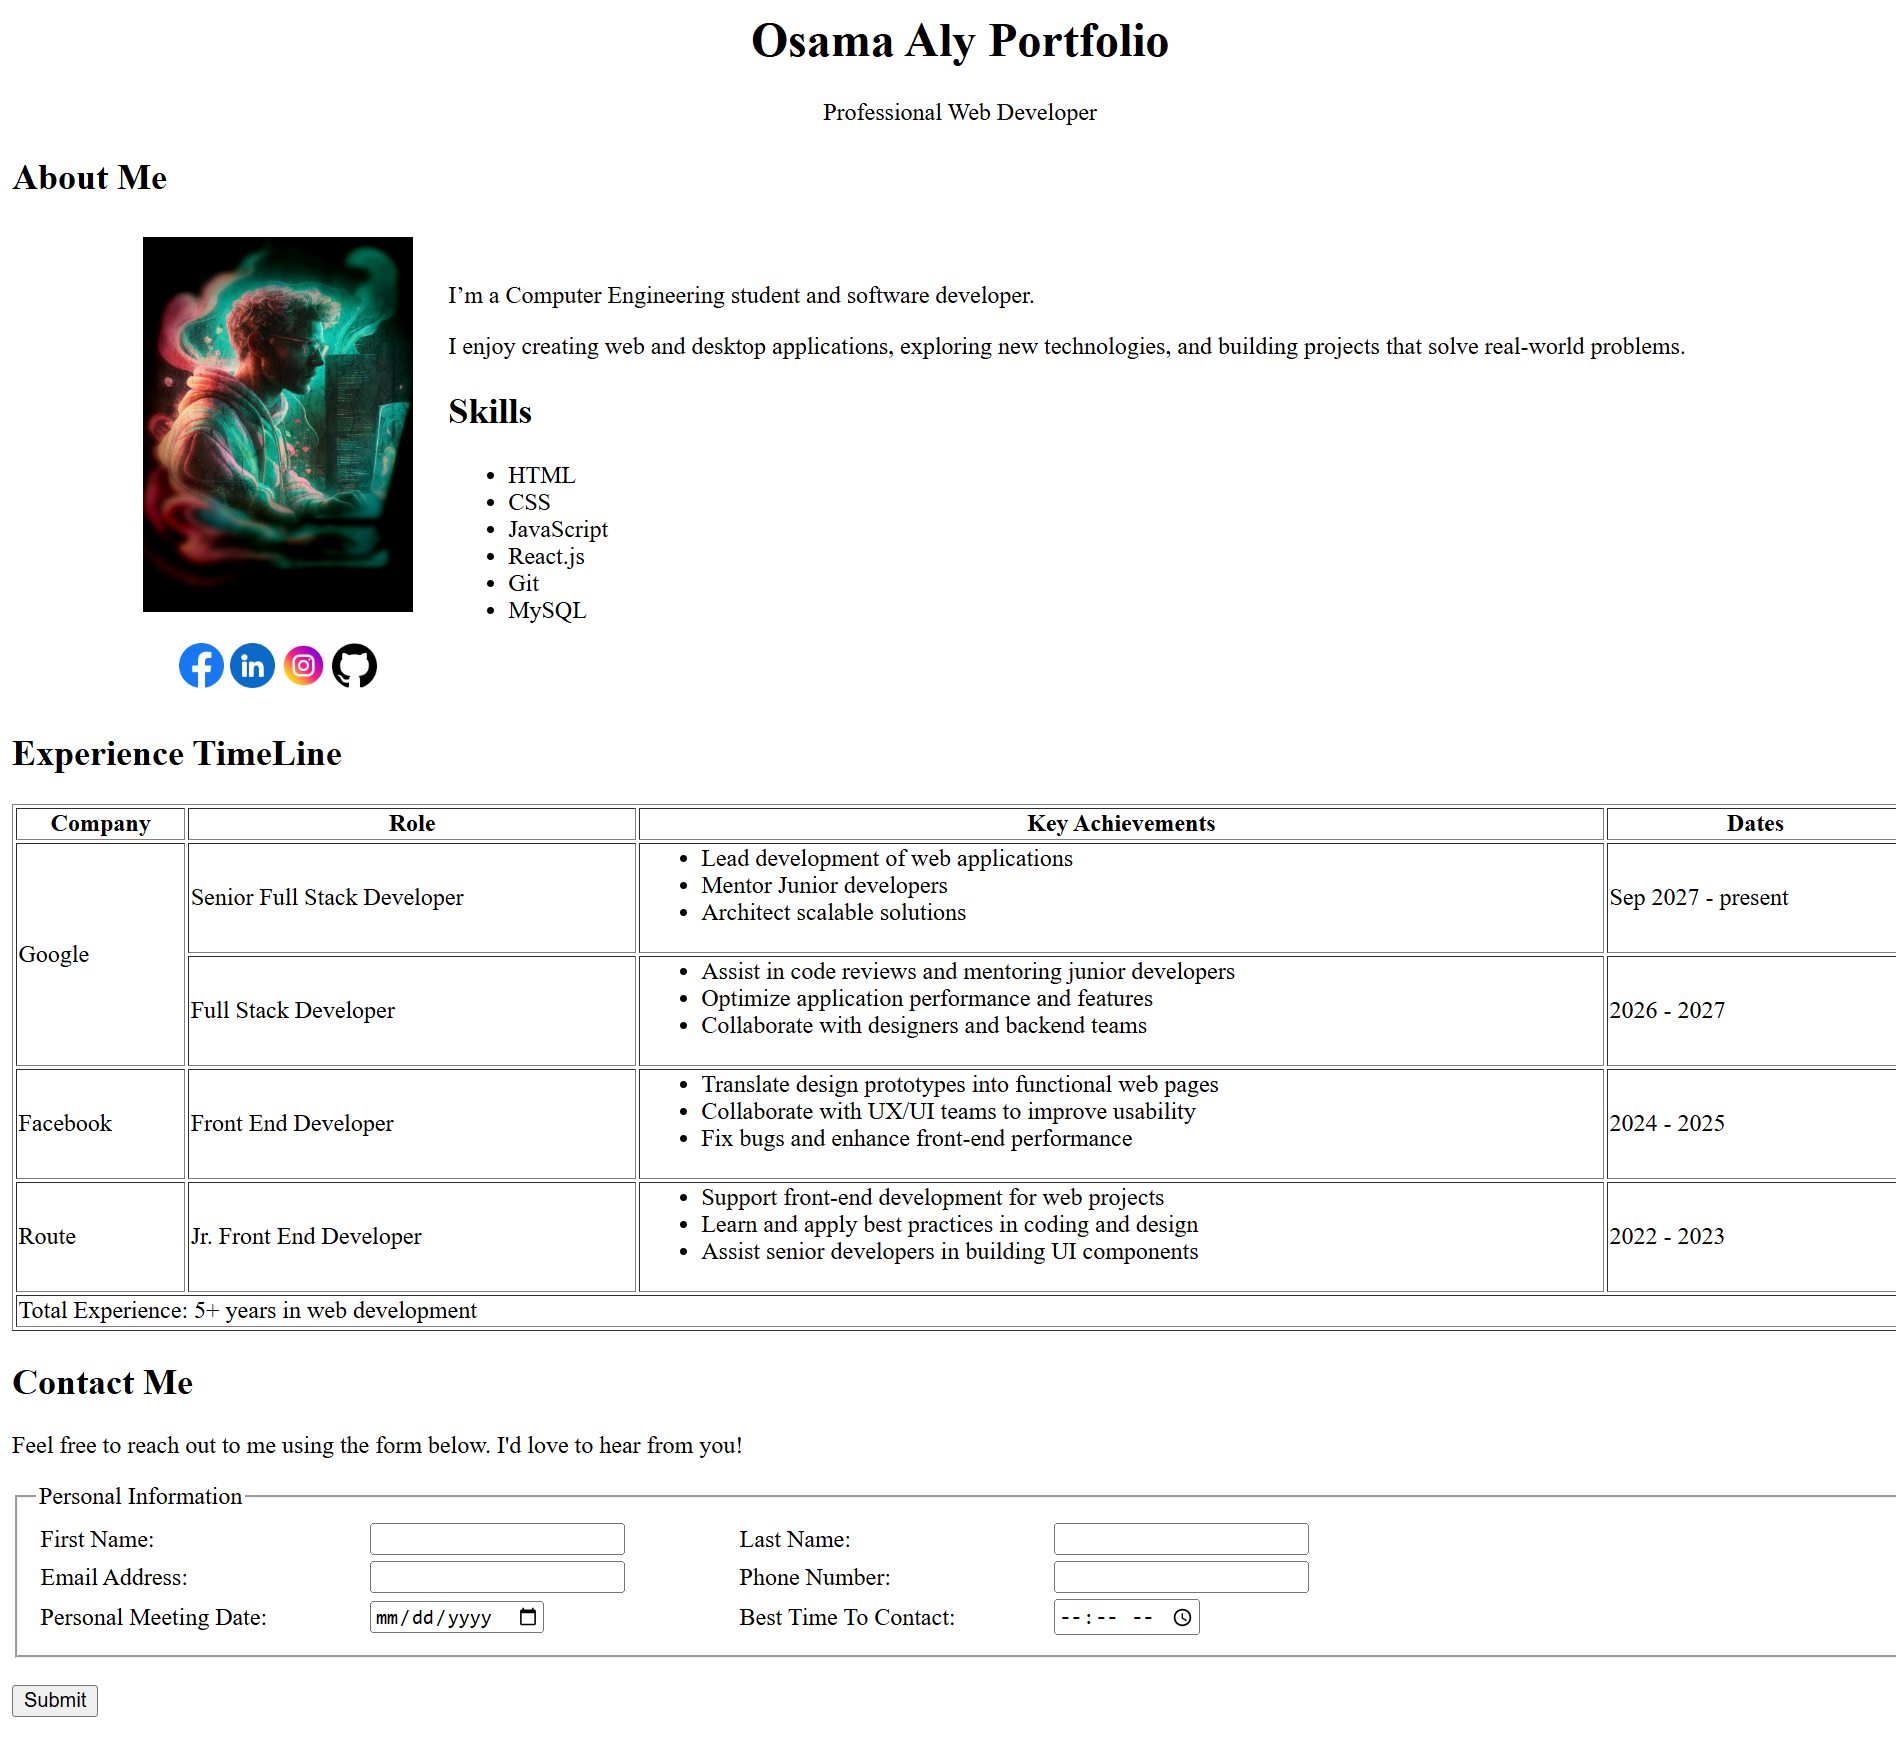 Osama Aly Portfolio
Professional Web Developer
About Me
I’m a Computer Engineering student and software developer.
I enjoy creating web and desktop applications, exploring new technologies, and building projects that solve real-world problems.
Skills
HTML
CSS
JavaScript
React.js
Git
MySQL
in
Experience TimeLine
Company Role Key Achievements Dates
Google
Senior Full Stack Developer
Lead development of web applications
Mentor Junior developers
Architect scalable solutions
Sep 2027 - present
Full Stack Developer
Assist in code reviews and mentoring junior developers
Optimize application performance and features
Collaborate with designers and backend teams
2026 - 2027
Facebook
Front End Developer
Translate design prototypes into functional web pages
Collaborate with UX/UI teams to improve usability
Fix bugs and enhance front-end performance
2024 - 2025
Route
Jr. Front End Developer
Support front-end development for web projects
Learn and apply best practices in coding and design
Assist senior developers in building UI components
2022 - 2023
Total Experience: 5+ years in web development
Contact Me
Feel free to reach out to me using the form below. I'd love to hear from you!
Personal Information
First Name:
Last Name:
Email Address:
Phone Number:
Personal Meeting Date: mm/dd/yyyy
Best Time To Contact: --:-- --
Submit